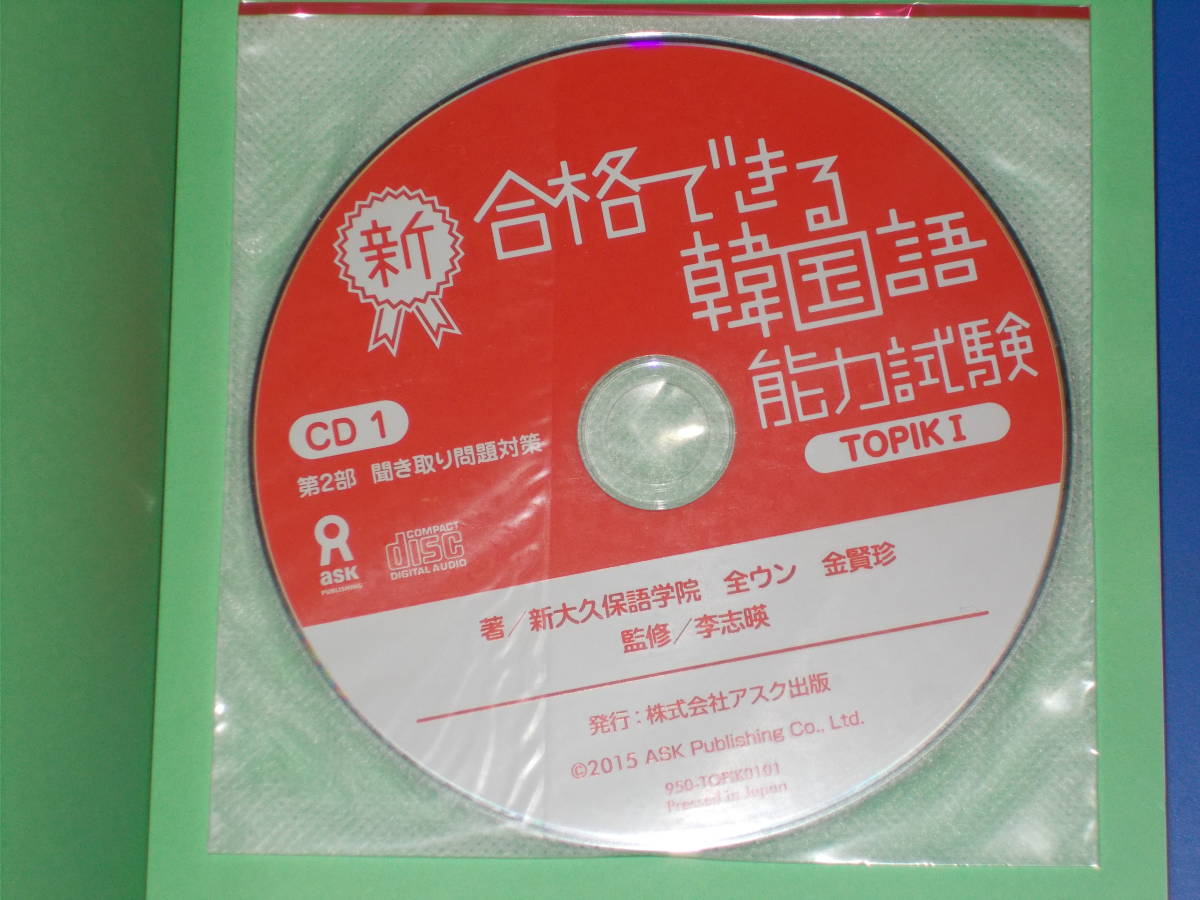 新
合格できる
韓国語
能力試験
TOPIK I
CD 1
第2部 聞き取り問題対策
ask
PUBLISHING
COMPACT
disc
DIGITAL AUDIO
著／新大久保語学院 全ウン 金賢珍
監修／李志暎
発行：株式会社アスク出版
©2015 ASK Publishing Co., Ltd.
950-TOPIK0101
Pressed in Japan